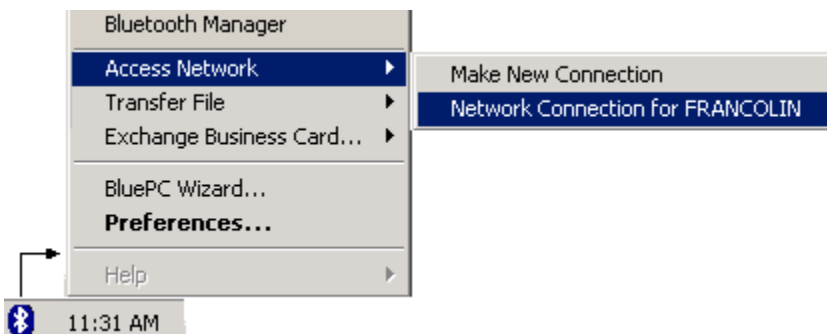 Bluetooth Manager
Access Network
Make New Connection
Transfer File
Network Connection for FRANCOLIN
Exchange Business Card...
BluePC Wizard...
Preferences...
Help
11:31 AM